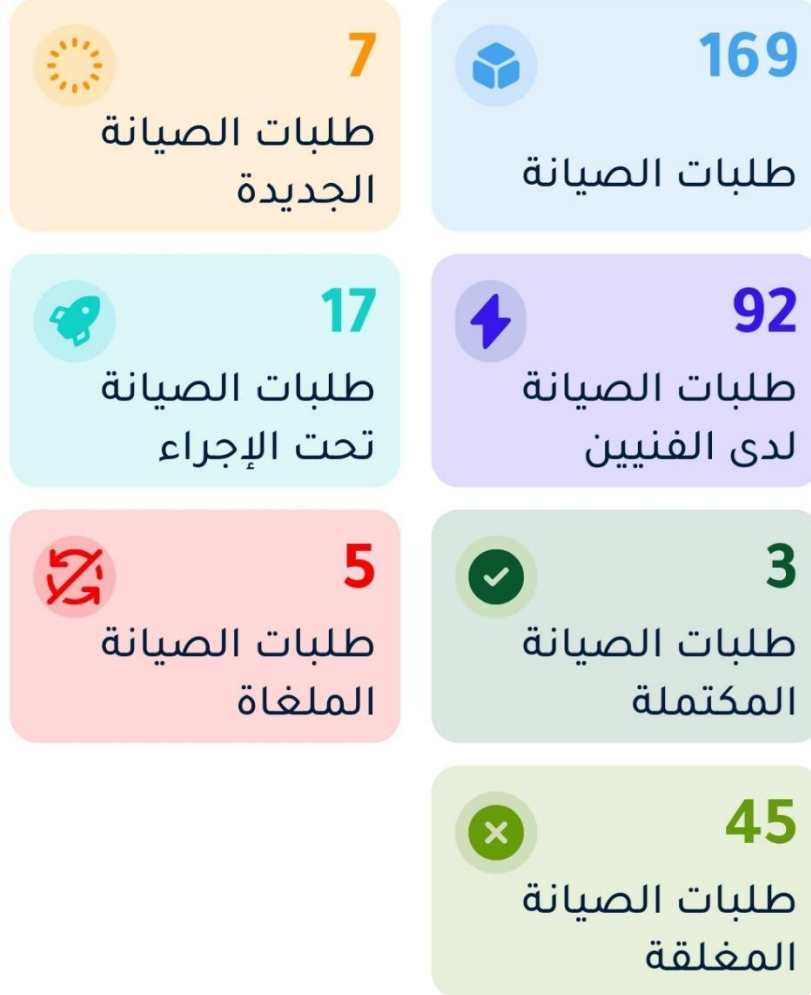 169
طلبات الصيانة
7
طلبات الصيانة
الجديدة
92
طلبات الصيانة
لدى الفنيين
17
طلبات الصيانة
تحت الإجراء
3
طلبات الصيانة
المكتملة
5
طلبات الصيانة
الملغاة
45
طلبات الصيانة
المغلقة